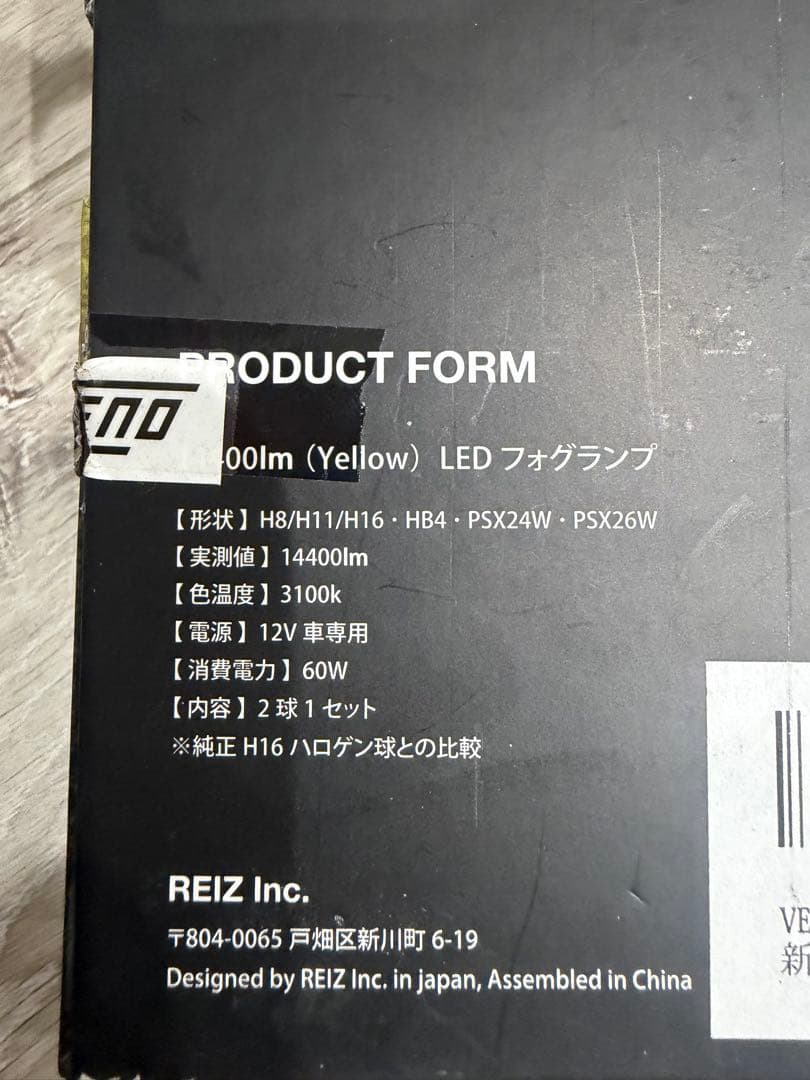 PRODUCT FORM
00lm（Yellow）LED フォグランプ
【 形状 】H8/H11/H16・HB4・PSX24W・PSX26W
【 実測値 】14400lm
【 色温度 】3100k
【 電源 】12V 車専用
【 消費電力 】60W
【 内容 】2 球 1 セット
※純正 H16 ハロゲン球との比較
REIZ Inc.
〒804-0065 戸畑区新川町 6-19
Designed by REIZ Inc. in japan, Assembled in China
VE
新